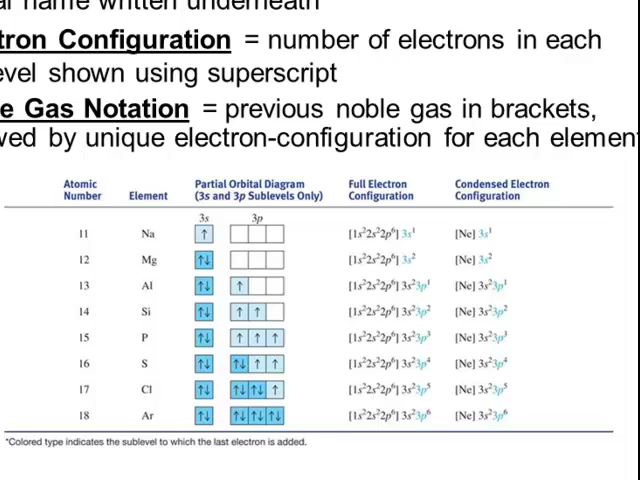 al name written underneath
tron Configuration = number of electrons in each
evel shown using superscript
e Gas Notation = previous noble gas in brackets,
wed by unique electron-configuration for each elemen
Atomic Number Element Partial Orbital Diagram (3s and 3p Sublevels Only) Full Electron Configuration Condensed Electron Configuration
3s 3p
11 Na ↑ [1s²2s²2p⁶] 3s¹ [Ne] 3s¹
12 Mg ↑↓ [1s²2s²2p⁶] 3s² [Ne] 3s²
13 Al ↑↓ ↑ [1s²2s²2p⁶] 3s²3p¹ [Ne] 3s²3p¹
14 Si ↑↓ ↑ ↑ [1s²2s²2p⁶] 3s²3p² [Ne] 3s²3p²
15 P ↑↓ ↑ ↑ ↑ [1s²2s²2p⁶] 3s²3p³ [Ne] 3s²3p³
16 S ↑↓ ↑↓ ↑ ↑ [1s²2s²2p⁶] 3s²3p⁴ [Ne] 3s²3p⁴
17 Cl ↑↓ ↑↓ ↑↓ ↑ [1s²2s²2p⁶] 3s²3p⁵ [Ne] 3s²3p⁵
18 Ar ↑↓ ↑↓ ↑↓ ↑↓ [1s²2s²2p⁶] 3s²3p⁶ [Ne] 3s²3p⁶
*Colored type indicates the sublevel to which the last electron is added.